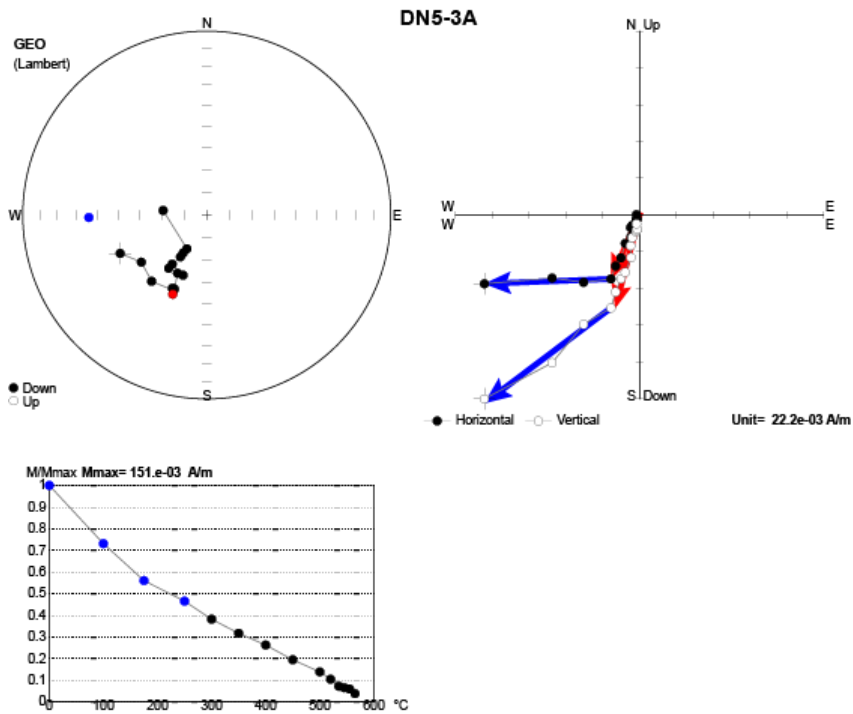 DN5-3A
GEO
(Lambert)
N
W
E
S
Down
Up
N Up
W
W
E
E
S Down
Horizontal
Vertical
Unit= 22.2e-03 A/m
M/Mmax Mmax= 151.e-03 A/m
1
0.9
0.8
0.7
0.6
0.5
0.4
0.3
0.2
0.1
0
0 100 200 300 400 500 600 °C